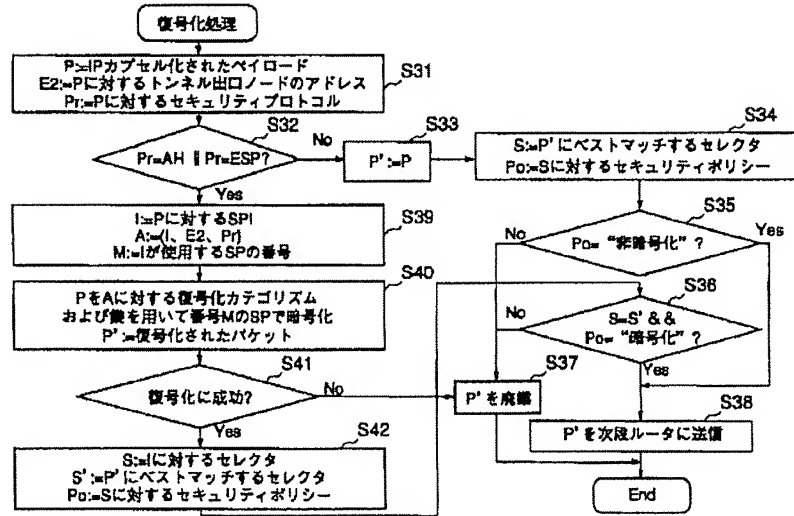 復号化処理
P:=IPカプセル化されたペイロード
E2:=Pに対するトンネル出口ノードのアドレス
Pr:=Pに対するセキュリティプロトコル
S31
S32
Pr=AH || Pr=ESP?
No
Yes
S33
P':=P
S34
S:=P'にベストマッチするセレクタ
Po:=Sに対するセキュリティポリシー
S35
Po= “非暗号化” ?
No
Yes
S39
I:=Pに対するSPI
A:={I、E2、Pr}
M:=Iが使用するSPの番号
S40
PをAに対する復号化カテゴリズム
および鍵を用いて番号MのSPで暗号化
P':=復号化されたパケット
S36
S=S' & &
Po= “暗号化” ?
No
Yes
S41
復号化に成功?
No
Yes
S37
P'を廃棄
S38
P'を次段ルータに送信
S42
S:=Iに対するセレクタ
S':=P'にベストマッチするセレクタ
Po:=Sに対するセキュリティポリシー
End